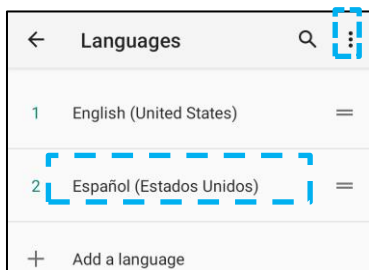 Languages
1 English (United States)
2 Español (Estados Unidos)
Add a language